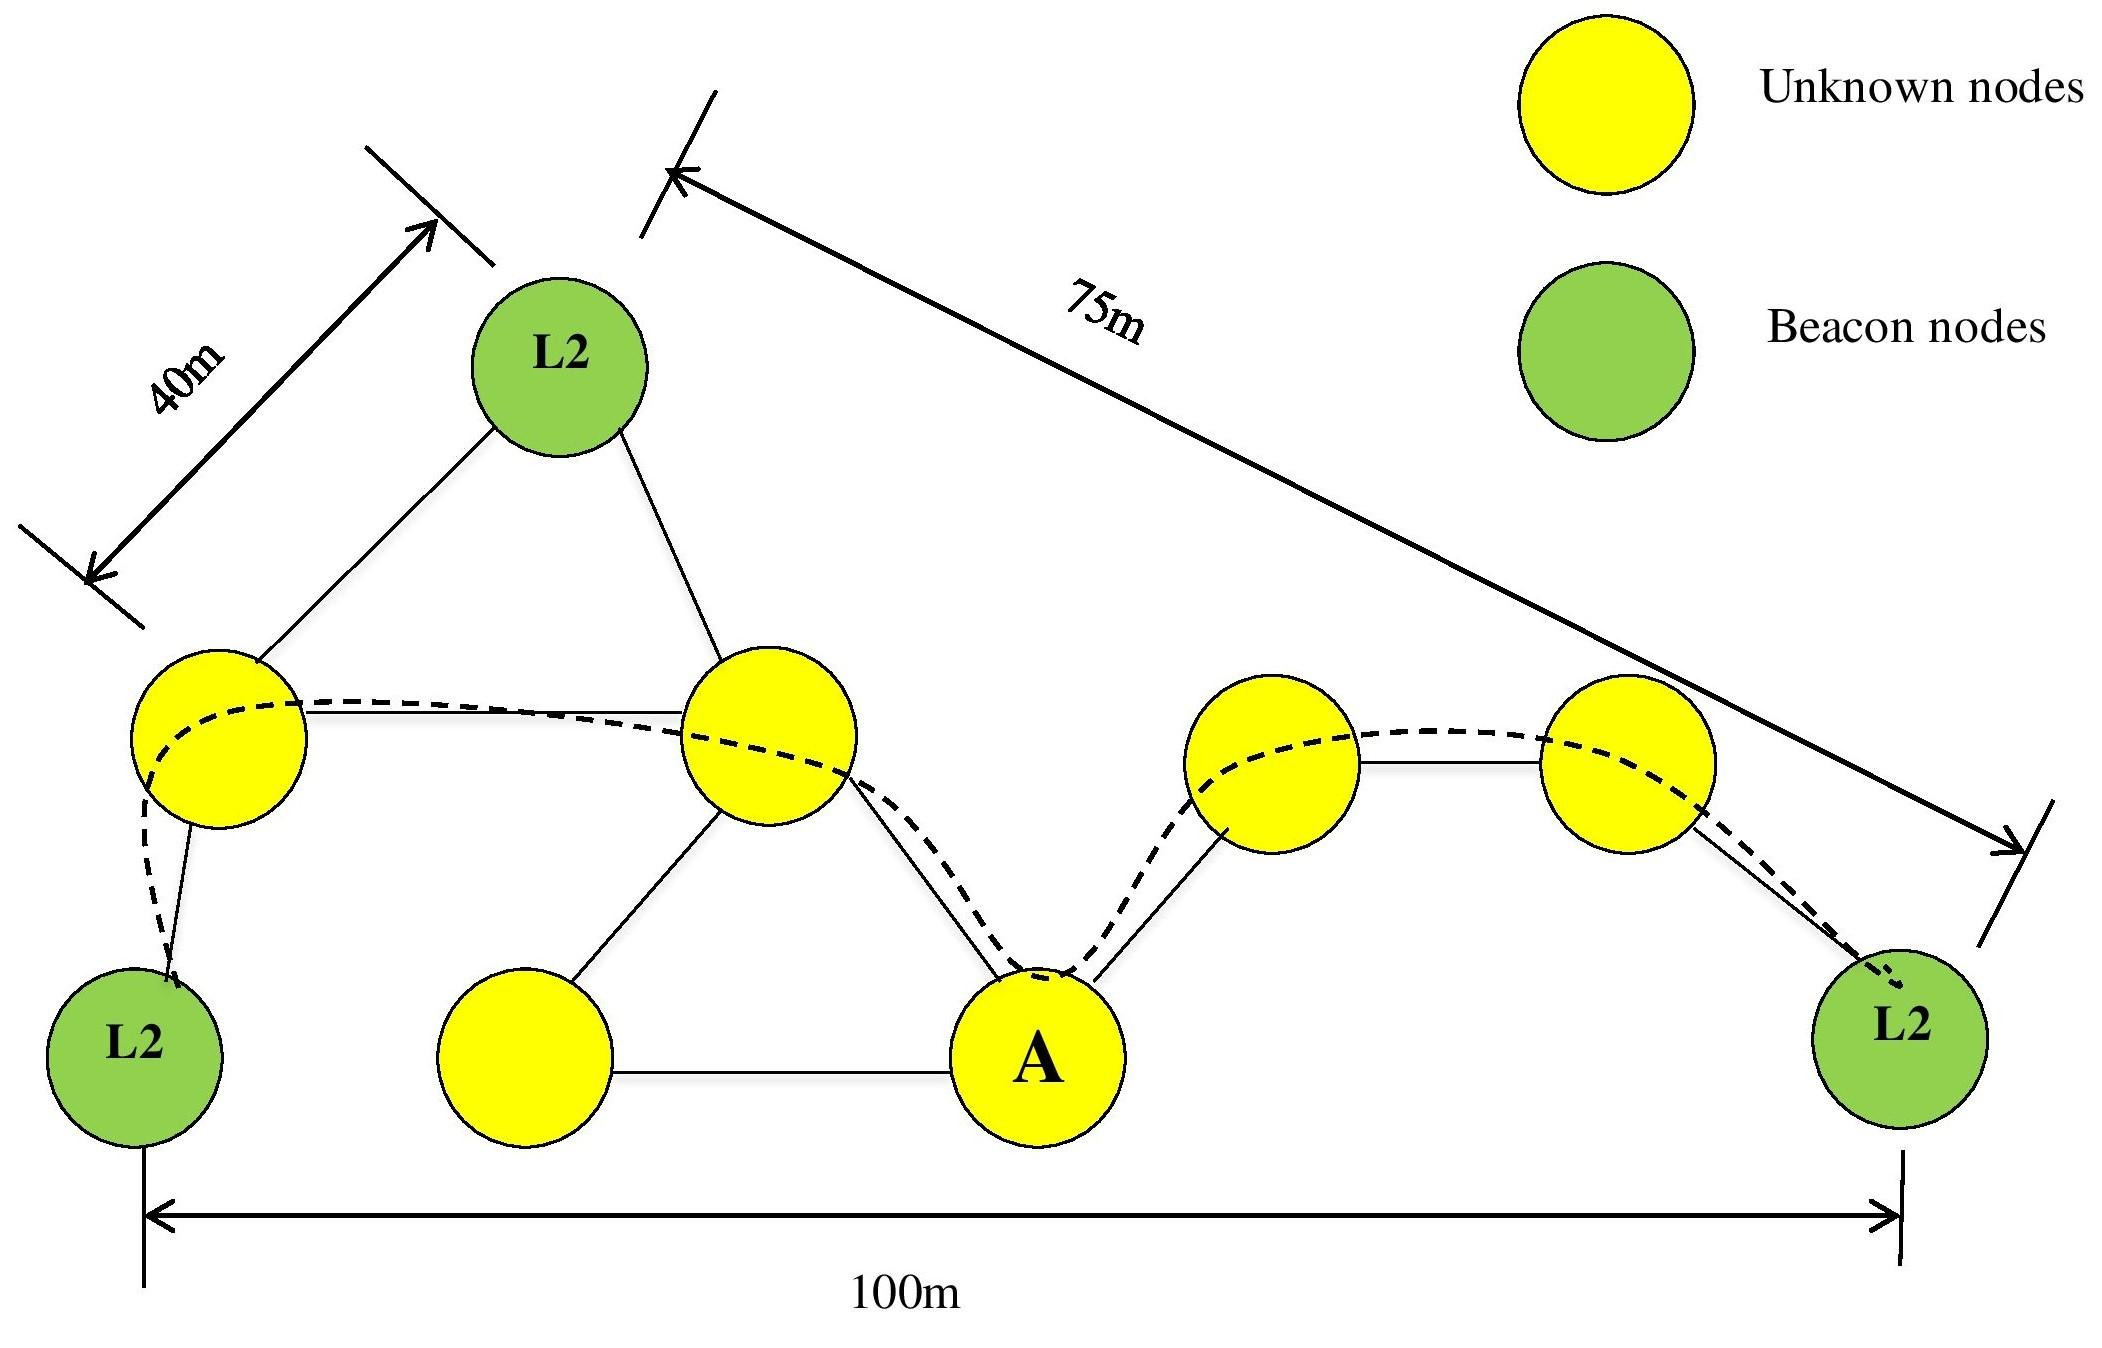 Unknown nodes
75m
Beacon nodes
L2
40m
L2
A
L2
100m